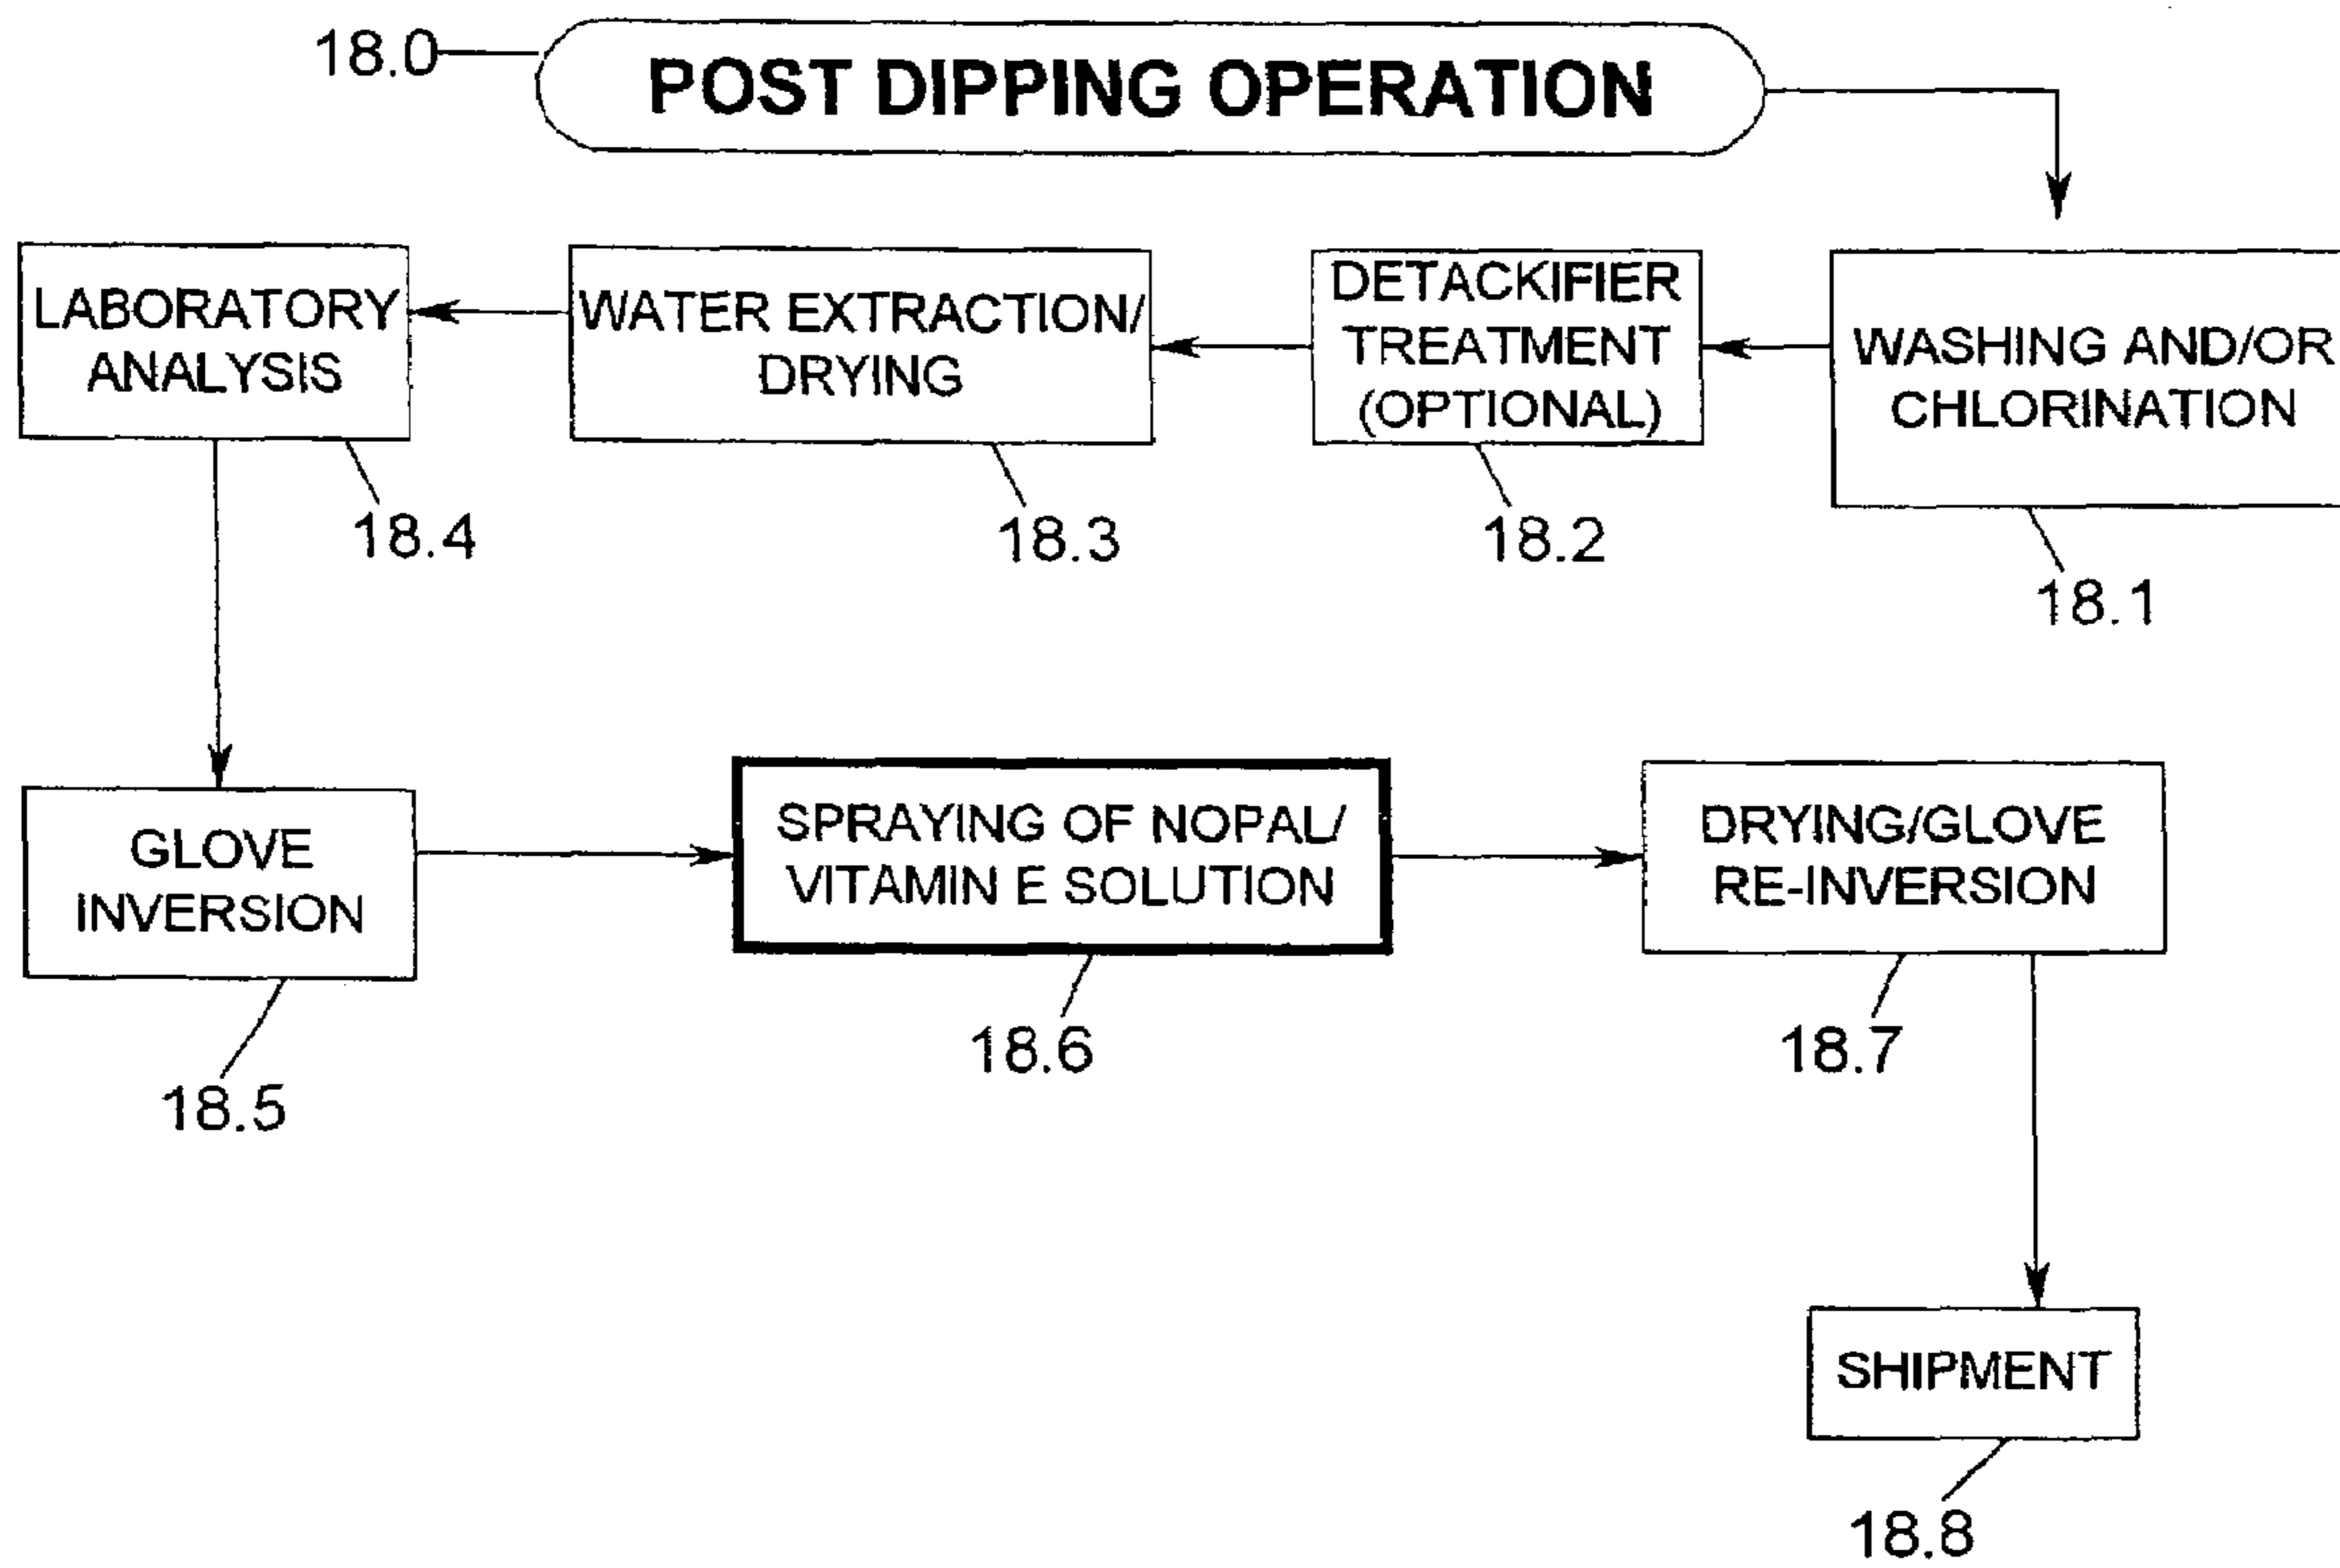 18.0
POST DIPPING OPERATION
LABORATORY
ANALYSIS
18.4
WATER EXTRACTION/
DRYING
18.3
DETACKIFIER
TREATMENT
(OPTIONAL)
18.2
WASHING AND/OR
CHLORINATION
18.1
GLOVE
INVERSION
18.5
SPRAYING OF NOPAL/
VITAMIN E SOLUTION
18.6
DRYING/GLOVE
RE-INVERSION
18.7
SHIPMENT
18.8